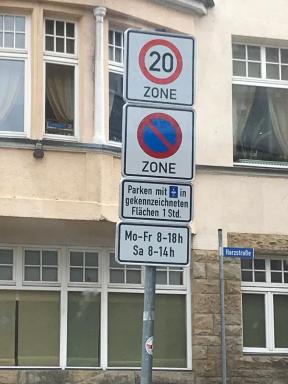 20
ZONE
ZONE
Parken mit in
gekennzeichneten
Flächen 1 Std.
Mo-Fr 8-18h
Sa 8-14h
Harzstraße